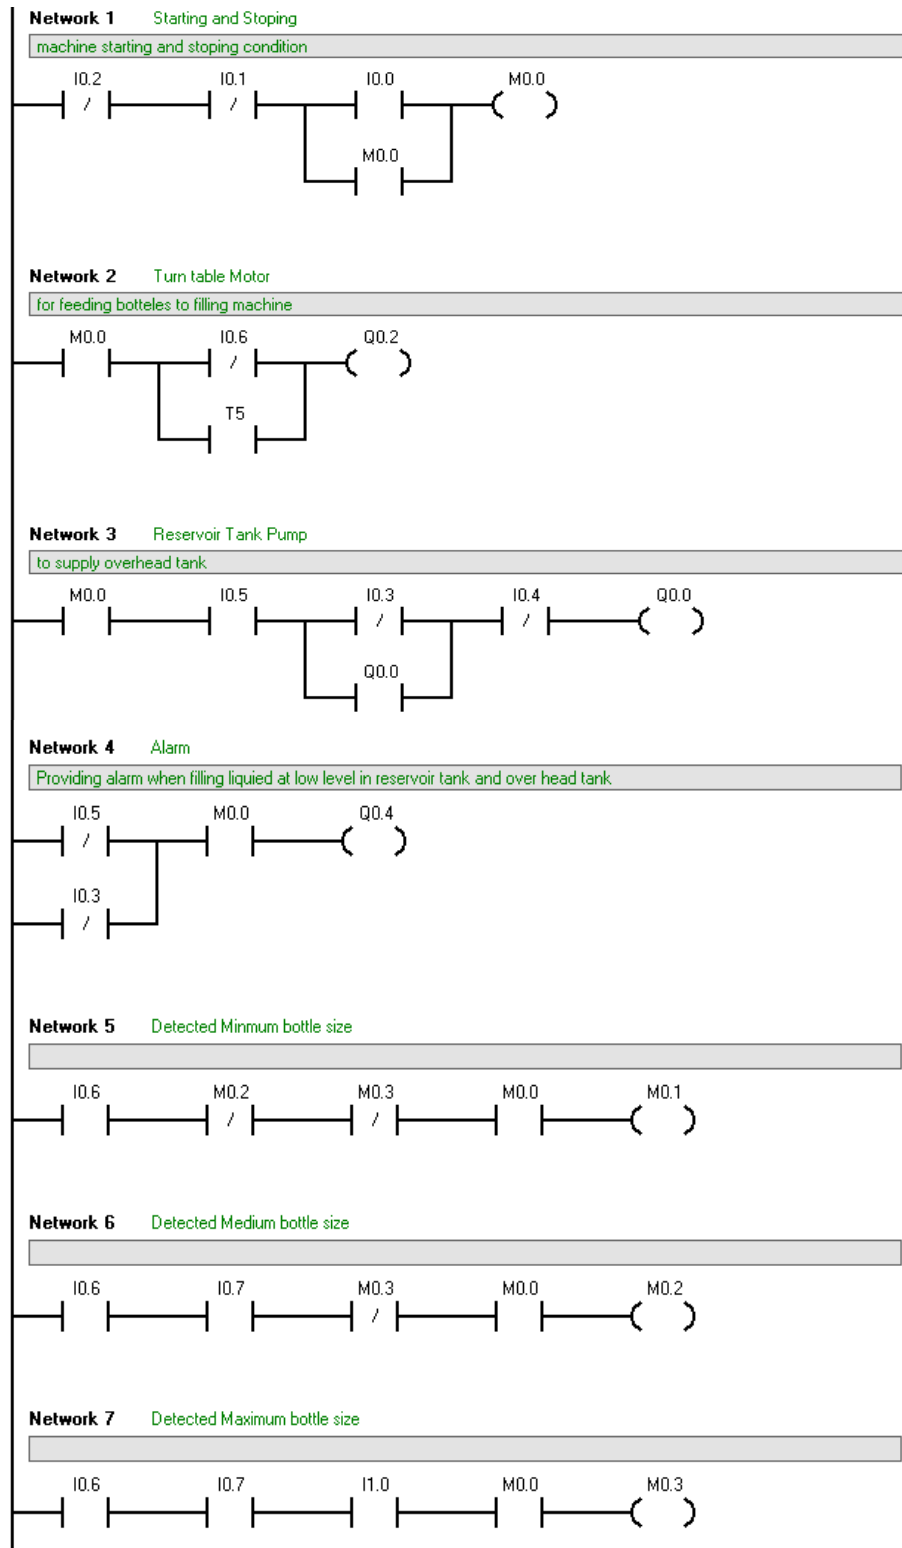 Network 1 Starting and Stoping
machine starting and stoping condition
I0.2 I0.1 I0.0 M0.0
/ /
M0.0
Network 2 Turn table Motor
for feeding botteles to filling machine
M0.0 I0.6 Q0.2
/
T5
Network 3 Reservoir Tank Pump
to supply overhead tank
M0.0 I0.5 I0.3 I0.4 Q0.0
/ /
Q0.0
Network 4 Alarm
Providing alarm when filling liquied at low level in reservoir tank and over head tank
I0.5 M0.0 Q0.4
/
I0.3
/
Network 5 Detected Minmum bottle size
I0.6 M0.2 M0.3 M0.0 M0.1
/ /
Network 6 Detected Medium bottle size
I0.6 I0.7 M0.3 M0.0 M0.2
/
Network 7 Detected Maximum bottle size
I0.6 I0.7 I1.0 M0.0 M0.3